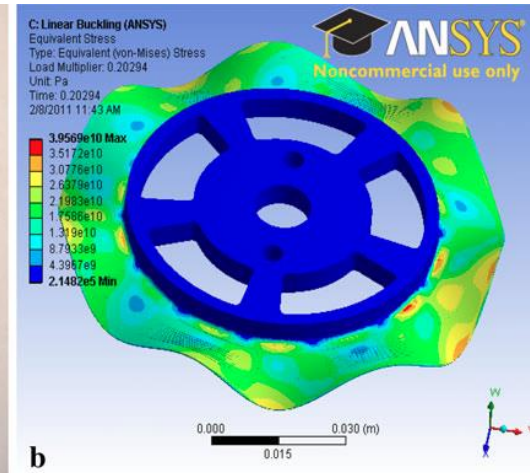 C: Linear Buckling (ANSYS)
Equivalent Stress
Type: Equivalent (von-Mises) Stress
Load Multiplier: 0.20294
Unit: Pa
Time: 0.20294
2/8/2011 11:43 AM
ANSYS
Noncommercial use only
3.9569e10 Max
3.5172e10
3.0776e10
2.6379e10
2.1983e10
1.7586e10
1.319e10
8.7933e9
4.3967e9
2.1482e5 Min
0.000
0.030 (m)
0.015
b